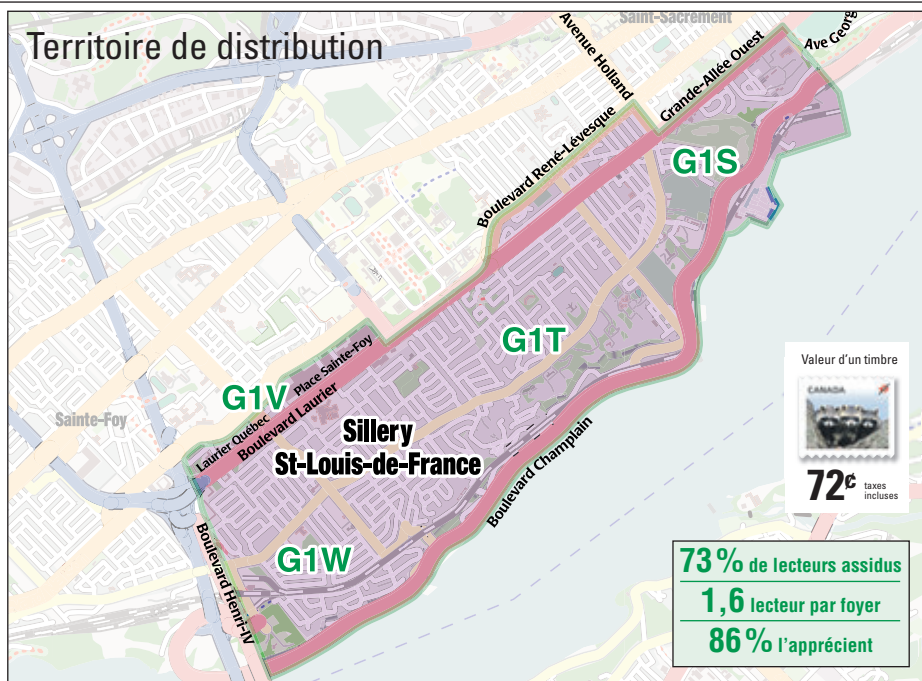 Territoire de distribution
Saint-Sacrement
Avenue Holland
Grande-Allée Ouest
Ave Georg
Boulevard René-Lévesque
G1S
G1T
Place Sainte-Foy
G1V
Laurier Québec
Boulevard Laurier
Sainte-Foy
Sillery
St-Louis-de-France
Boulevard Champlain
G1W
Boulevard Henri-IV
Valeur d'un timbre
CANADA
72¢ taxes
incluses
73 % de lecteurs assidus
1,6 lecteur par foyer
86 % l'apprécient